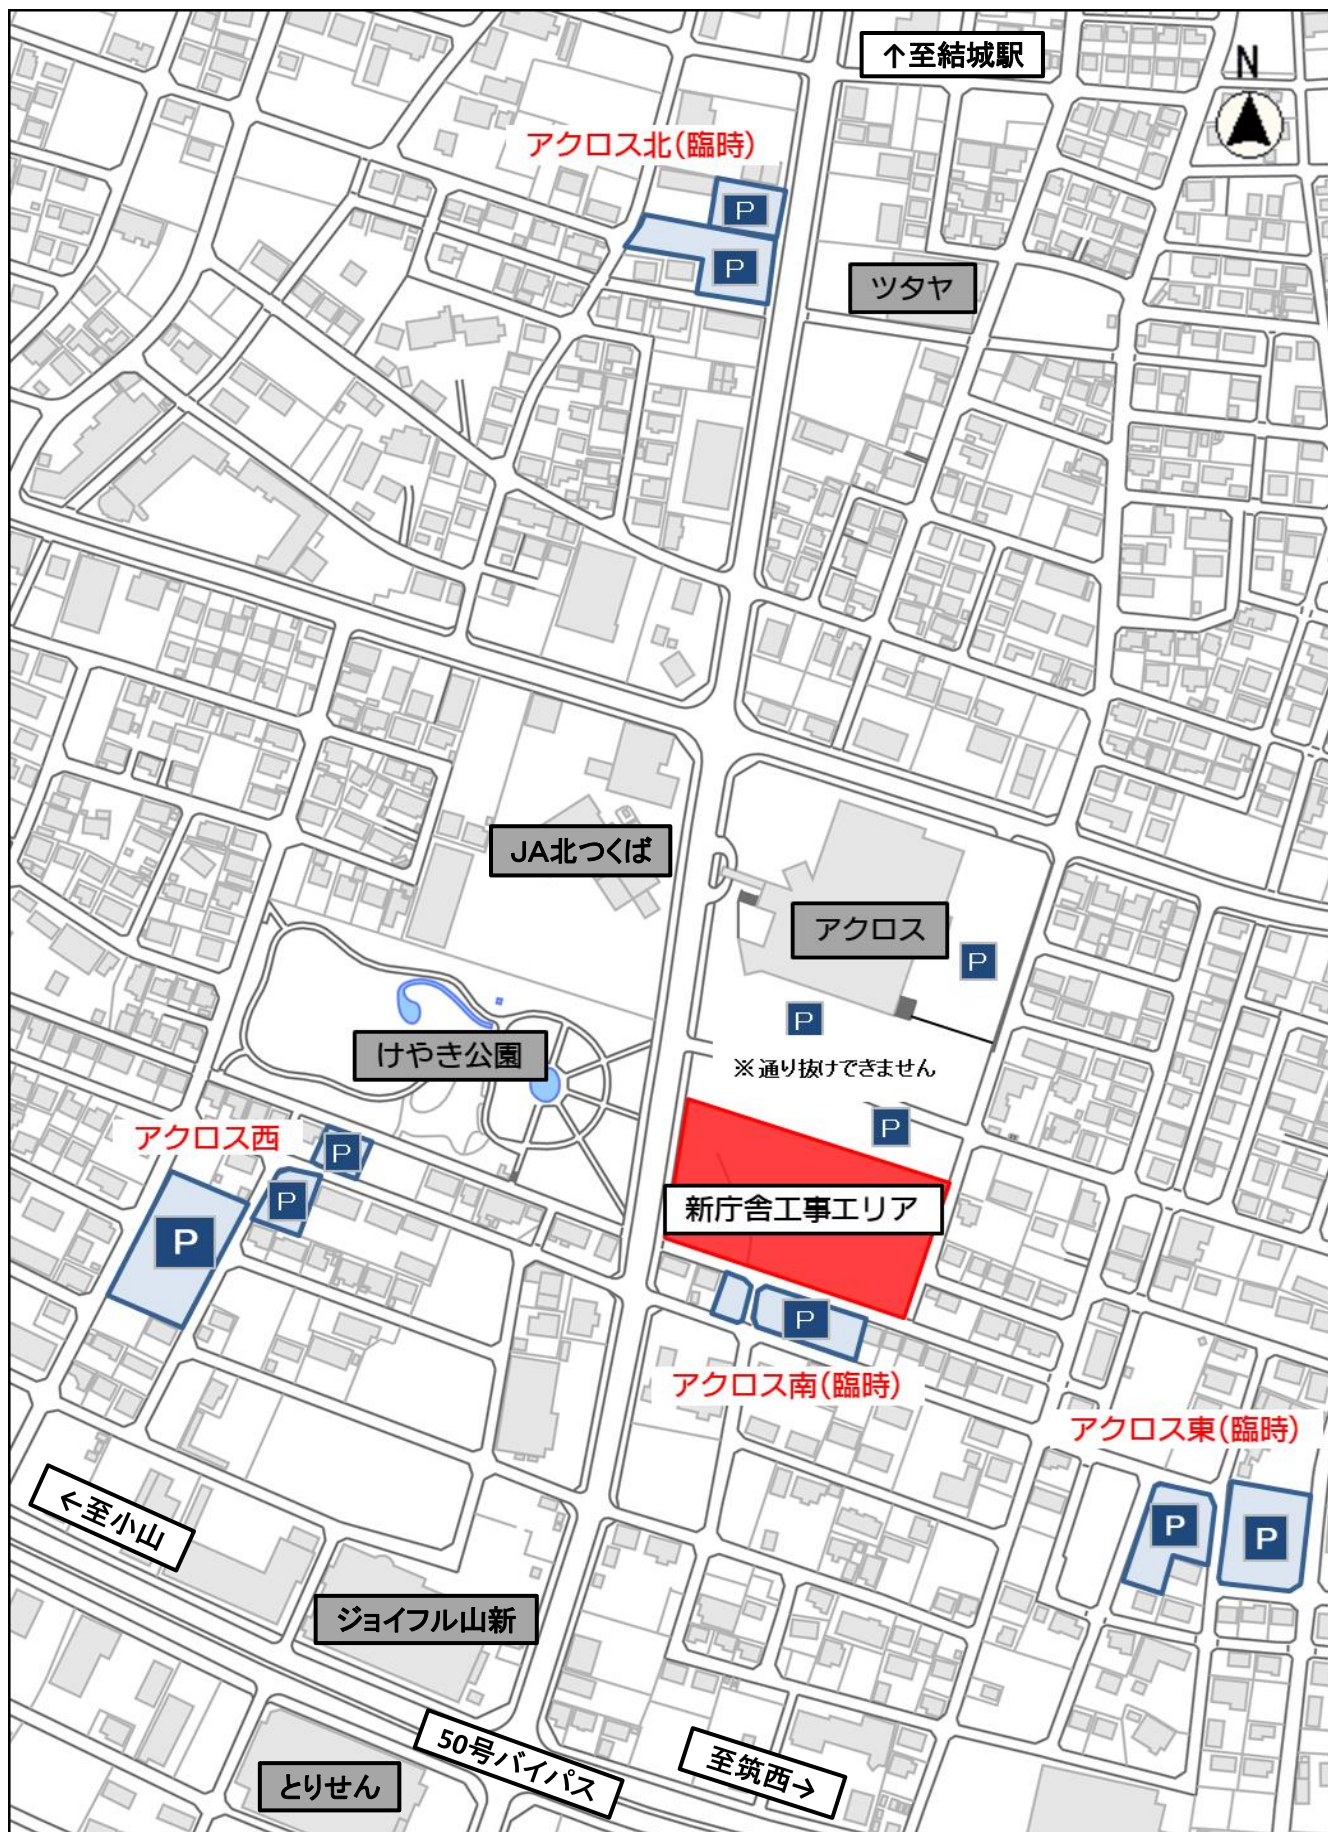 ↑至結城駅
N
アクロス北(臨時)
P
P
ツタヤ
JA北つくば
アクロス
P
P
けやき公園
※通り抜けできません
P
アクロス西
P
P
P
新庁舎工事エリア
P
アクロス南(臨時)
アクロス東(臨時)
P
P
←至小山
ジョイフル山新
50号バイパス
至筑西→
とりせん